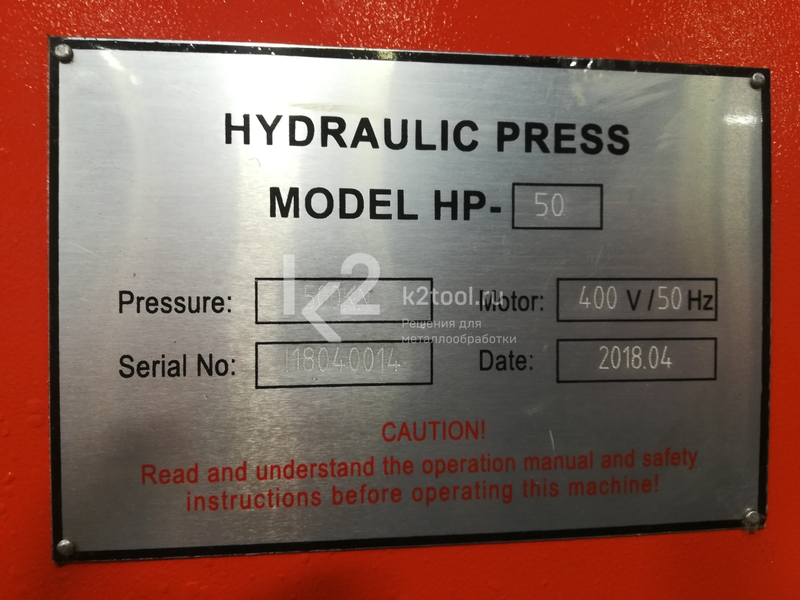 HYDRAULIC PRESS
MODEL HP- 50
Pressure: Motor: 400 V / 50 Hz
k2
k2tool.ru
Решения для
металлообработки
Serial No: 118040014 Date: 2018.04
CAUTION!
Read and understand the operation manual and safety
instructions before operating this machine!